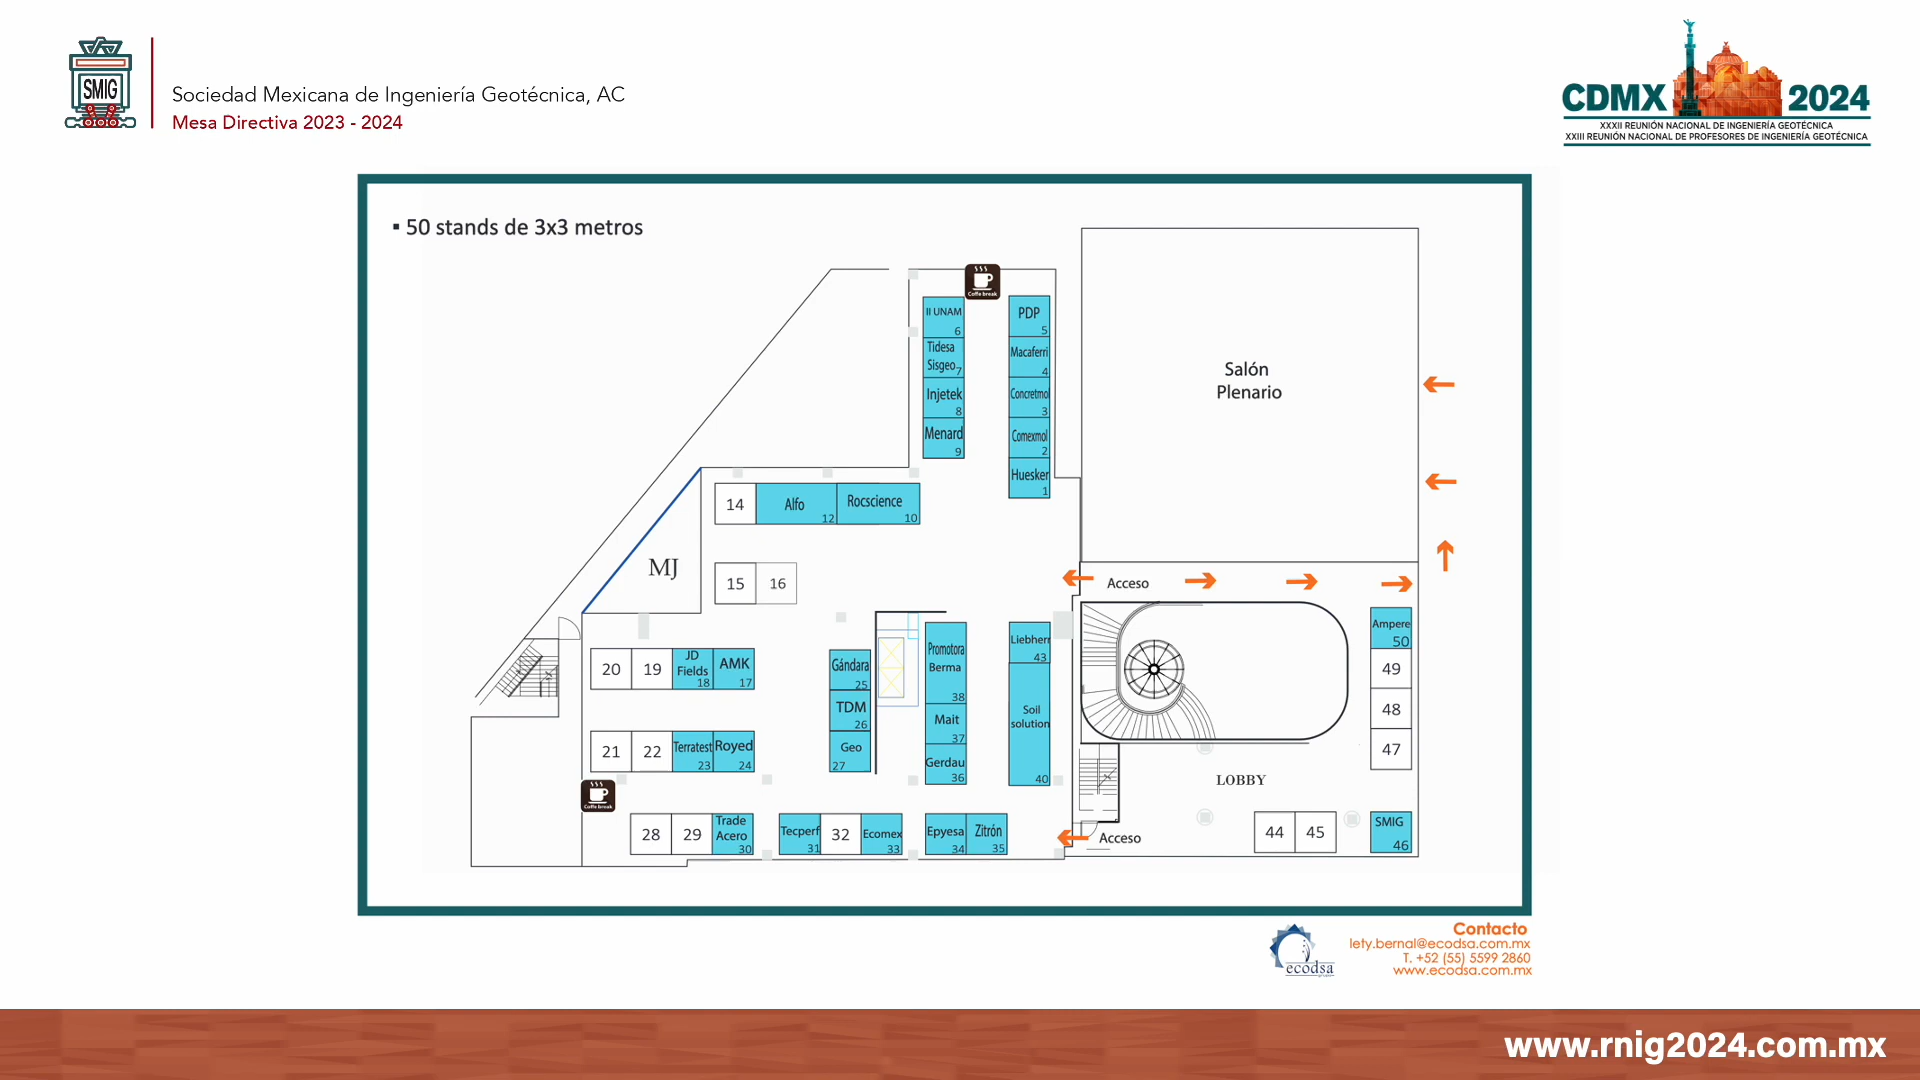 SMIG
Sociedad Mexicana de Ingeniería Geotécnica, AC
Mesa Directiva 2023 - 2024
CDMX 2024
XXXII REUNIÓN NACIONAL DE INGENIERÍA GEOTÉCNICA
XXIII REUNIÓN NACIONAL DE PROFESORES DE INGENIERÍA GEOTÉCNICA
▪ 50 stands de 3x3 metros
Coffe break
II UNAM
6
Tidesa
Sisgeo 7
Injetek
8
Menard
9
PDP
5
Macaferri
4
Concretmol
3
Comexmol
2
Huesker
1
Salón
Plenario
14
Alfo
12
Rocscience
10
MJ
15
16
Acceso
20
19
JD
Fields
18
AMK
17
Gándara
25
TDM
26
Geo
27
Promotora
Berma
38
Mait
37
Gerdau
36
Liebherr
43
Soil
solution
40
Ampere
50
49
48
47
21
22
Terratest
23
Royed
24
Coffe break
LOBBY
28
29
Trade
Acero
30
Tecperf
31
32
Ecomex
33
Epyesa
34
Zitrón
35
Acceso
44
45
SMIG
46
ecodsa
Contacto
lety.bernal@ecodsa.com.mx
T. +52 (55) 5599 2860
www.ecodsa.com.mx
www.rnig2024.com.mx